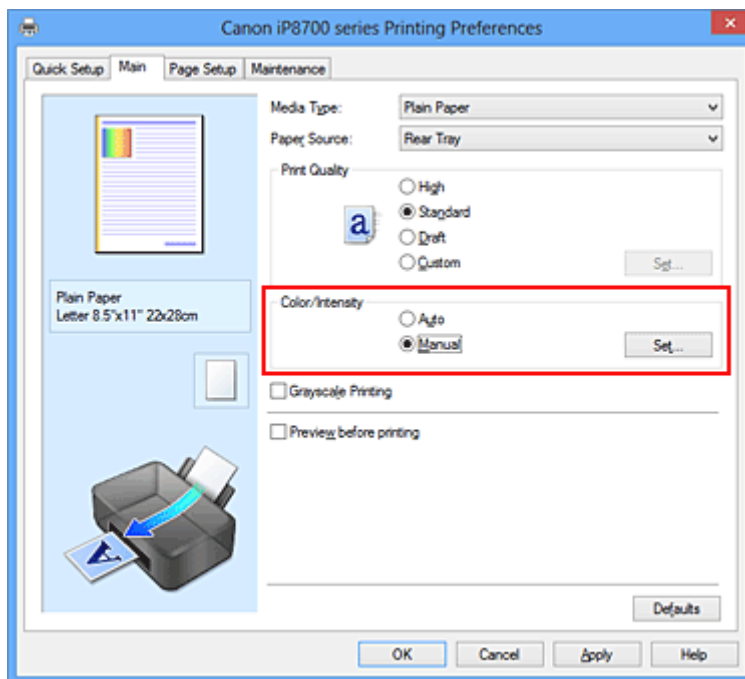 Canon iP8700 series Printing Preferences
Quick Setup Main Page Setup Maintenance
Media Type: Plain Paper
Paper Source: Rear Tray
Print Quality
High
a Standard
Draft
Custom Set...
Plain Paper
Letter 8.5"x11" 22x28cm
Color/Intensity
Auto
Manual Set...
Grayscale Printing
Preview before printing
A
Defaults
OK Cancel Apply Help